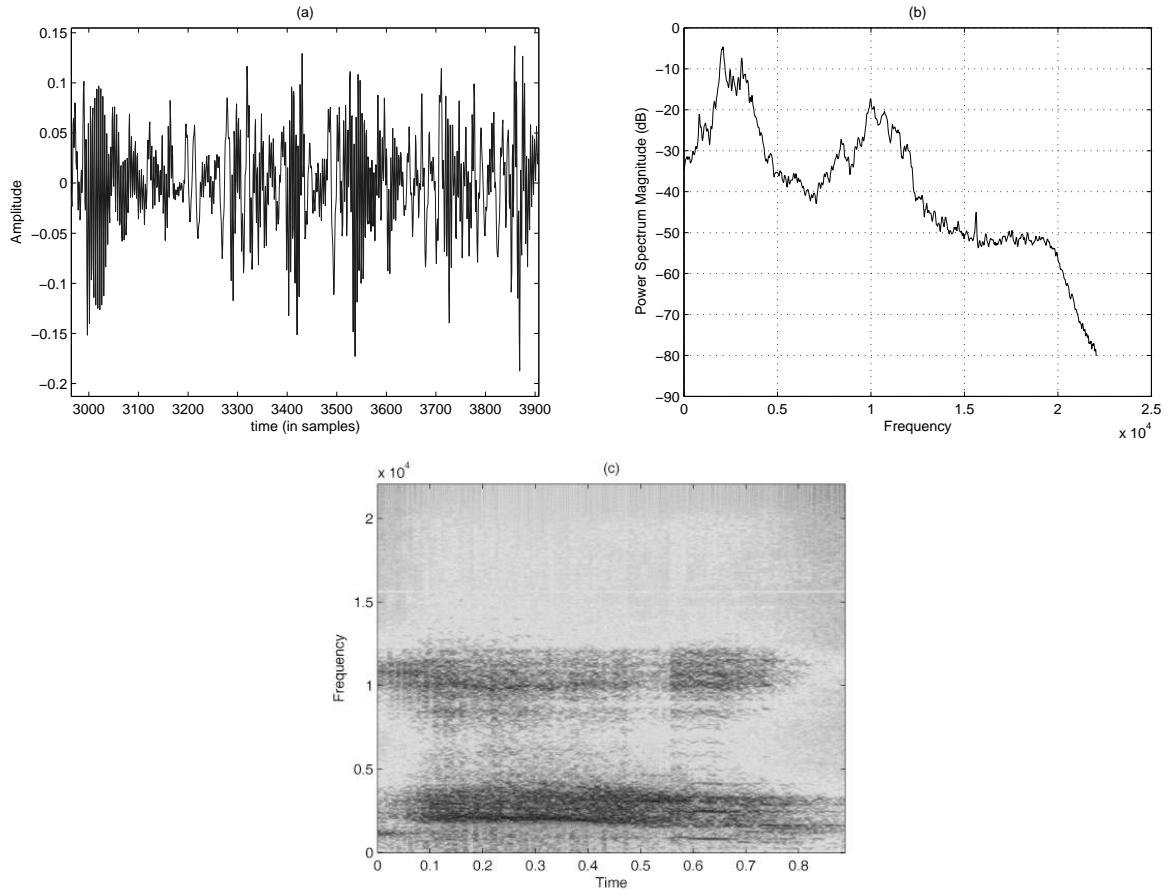 (a)
0.15
0.1
0.05
0
−0.05
−0.1
−0.15
−0.2
Amplitude
3000 3100 3200 3300 3400 3500 3600 3700 3800 3900
time (in samples)
(b)
0
−10
−20
−30
−40
−50
−60
−70
−80
−90
Power Spectrum Magnitude (dB)
0 0.5 1 1.5 2 2.5
x 10^4
Frequency
(c)
x 10^4
2
1.5
1
0.5
0
Frequency
0 0.1 0.2 0.3 0.4 0.5 0.6 0.7 0.8
Time